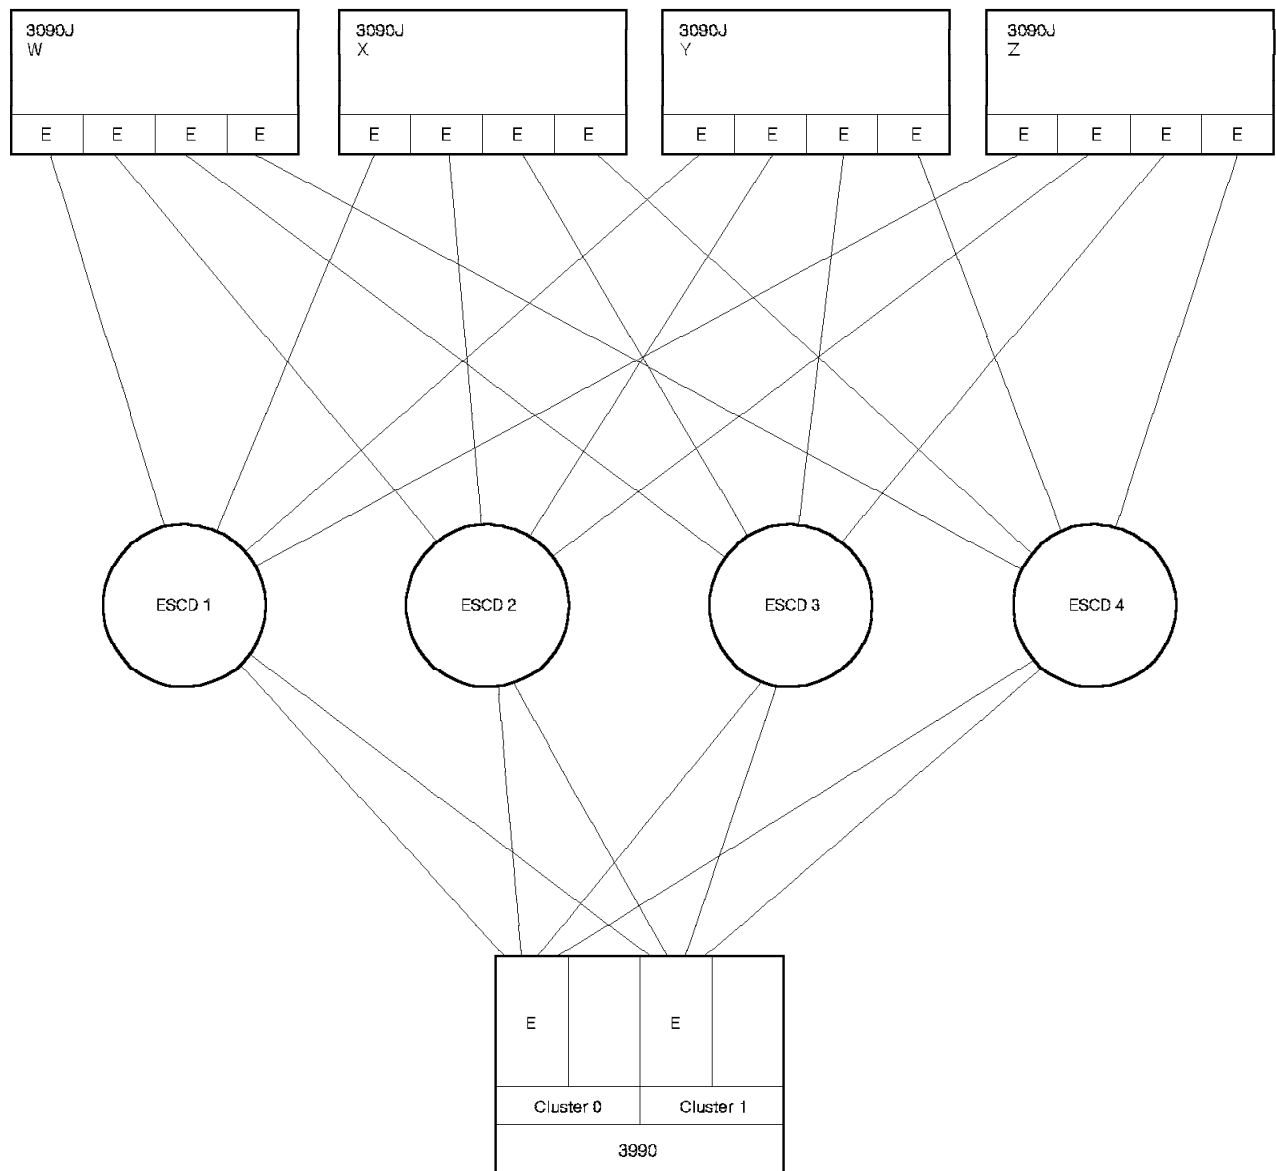 3090J
W
3090J
X
3090J
Y
3090J
Z
E E E E
E E E E
E E E E
E E E E
ESCD 1
ESCD 2
ESCD 3
ESCD 4
E
E
Cluster 0
Cluster 1
3990